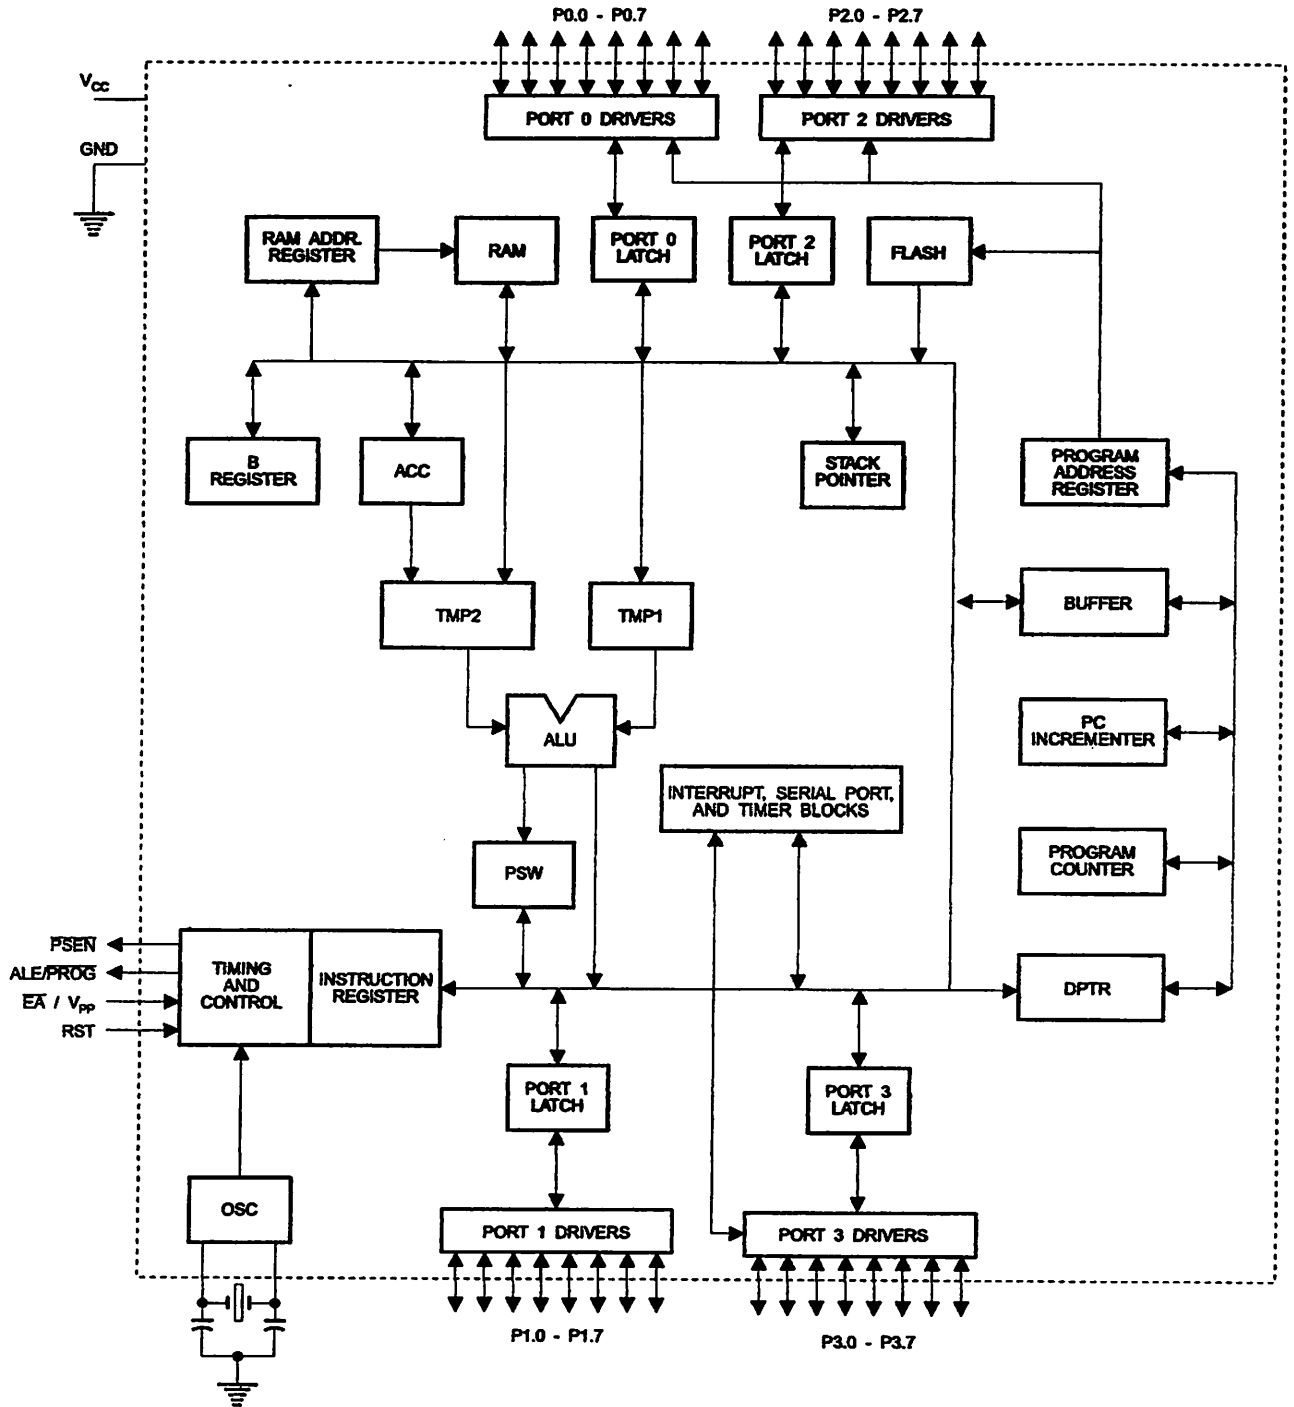 P0.0 - P0.7
P2.0 - P2.7
VCC
PORT 0 DRIVERS
PORT 2 DRIVERS
GND
RAM ADDR.
REGISTER
RAM
PORT 0
LATCH
PORT 2
LATCH
FLASH
B
REGISTER
ACC
STACK
POINTER
PROGRAM
ADDRESS
REGISTER
TMP2
TMP1
BUFFER
ALU
PC
INCREMENTER
INTERRUPT, SERIAL PORT,
AND TIMER BLOCKS
PSW
PROGRAM
COUNTER
PSEN
ALE/PROG
EA / VPP
RST
TIMING
AND
CONTROL
INSTRUCTION
REGISTER
DPTR
PORT 1
LATCH
PORT 3
LATCH
OSC
PORT 1 DRIVERS
PORT 3 DRIVERS
P1.0 - P1.7
P3.0 - P3.7